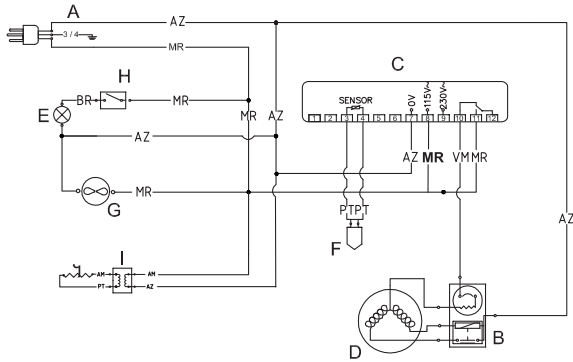 A
AZ
3/4
MR
H
C
BR
MR
E
MR
AZ
SENSOR
0V
115V~
230V~
1 2 3 4 5 6 7 8 9 10 11 12
AZ
AZ
MR
VM
MR
MR
G
PT
PT
AZ
F
J
I
AM
AM
PT
AZ
D
B